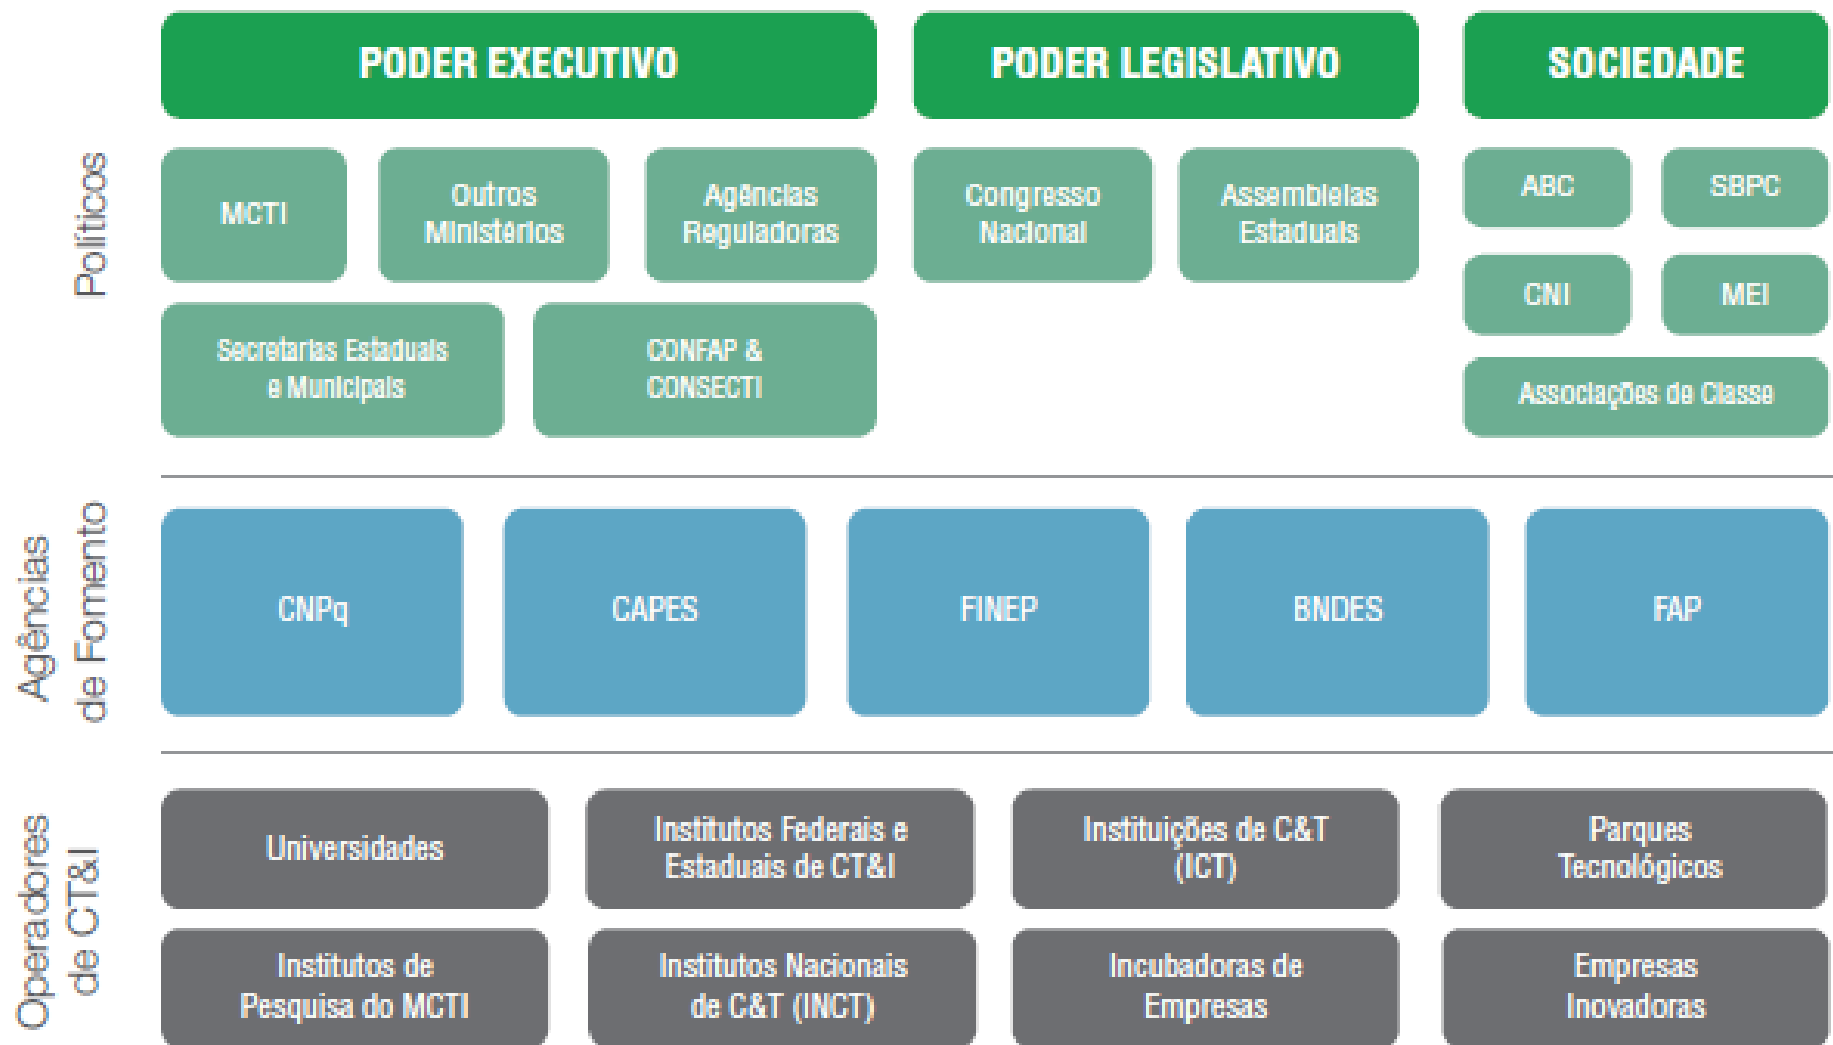 PODER EXECUTIVO
PODER LEGISLATIVO
SOCIEDADE
Políticos
MCTI
Outros
Ministérios
Agências
Reguladoras
Congresso
Nacional
Assembleias
Estaduais
ABC
SBPC
CNI
MEI
Secretarias Estaduais
e Municipais
CONFAP &
CONSECTI
Associações de Classe
Agências
de Fomento
CNPq
CAPES
FINEP
BNDES
FAP
Operadores
de CT&I
Universidades
Institutos Federais e
Estaduais de CT&I
Instituições de C&T
(ICT)
Parques
Tecnológicos
Institutos de
Pesquisa do MCTI
Institutos Nacionais
de C&T (INCT)
Incubadoras de
Empresas
Empresas
Inovadoras